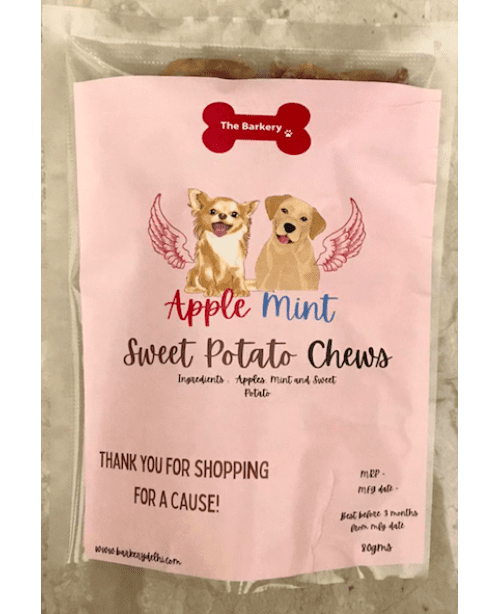 The Barkery
Apple Mint
Sweet Potato Chews
Ingredients . Apples, Mint and Sweet
Potato
THANK YOU FOR SHOPPING
FOR A CAUSE!
MRP -
Mfg date -
Best before 3 months
from mfg date
80gms
www.barkerydelhi.com